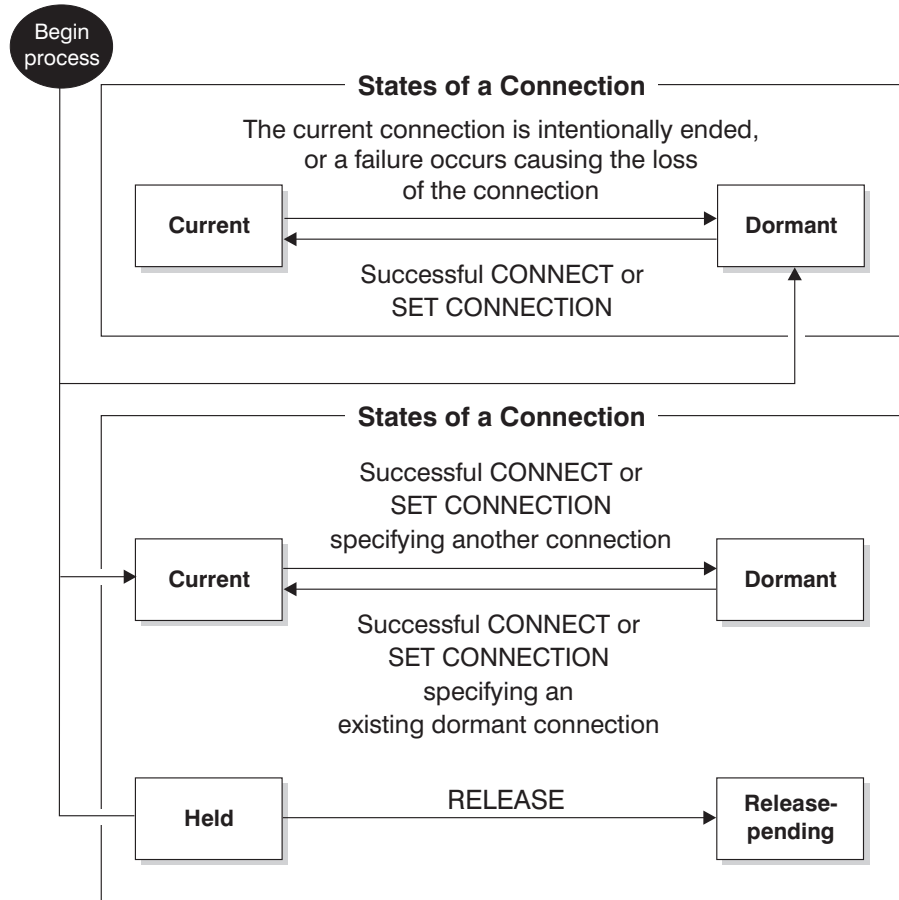 Begin
process
States of a Connection
The current connection is intentionally ended,
or a failure occurs causing the loss
of the connection
Current
Dormant
Successful CONNECT or
SET CONNECTION
States of a Connection
Successful CONNECT or
SET CONNECTION
specifying another connection
Current
Dormant
Successful CONNECT or
SET CONNECTION
specifying an
existing dormant connection
Held
RELEASE
Release-
pending